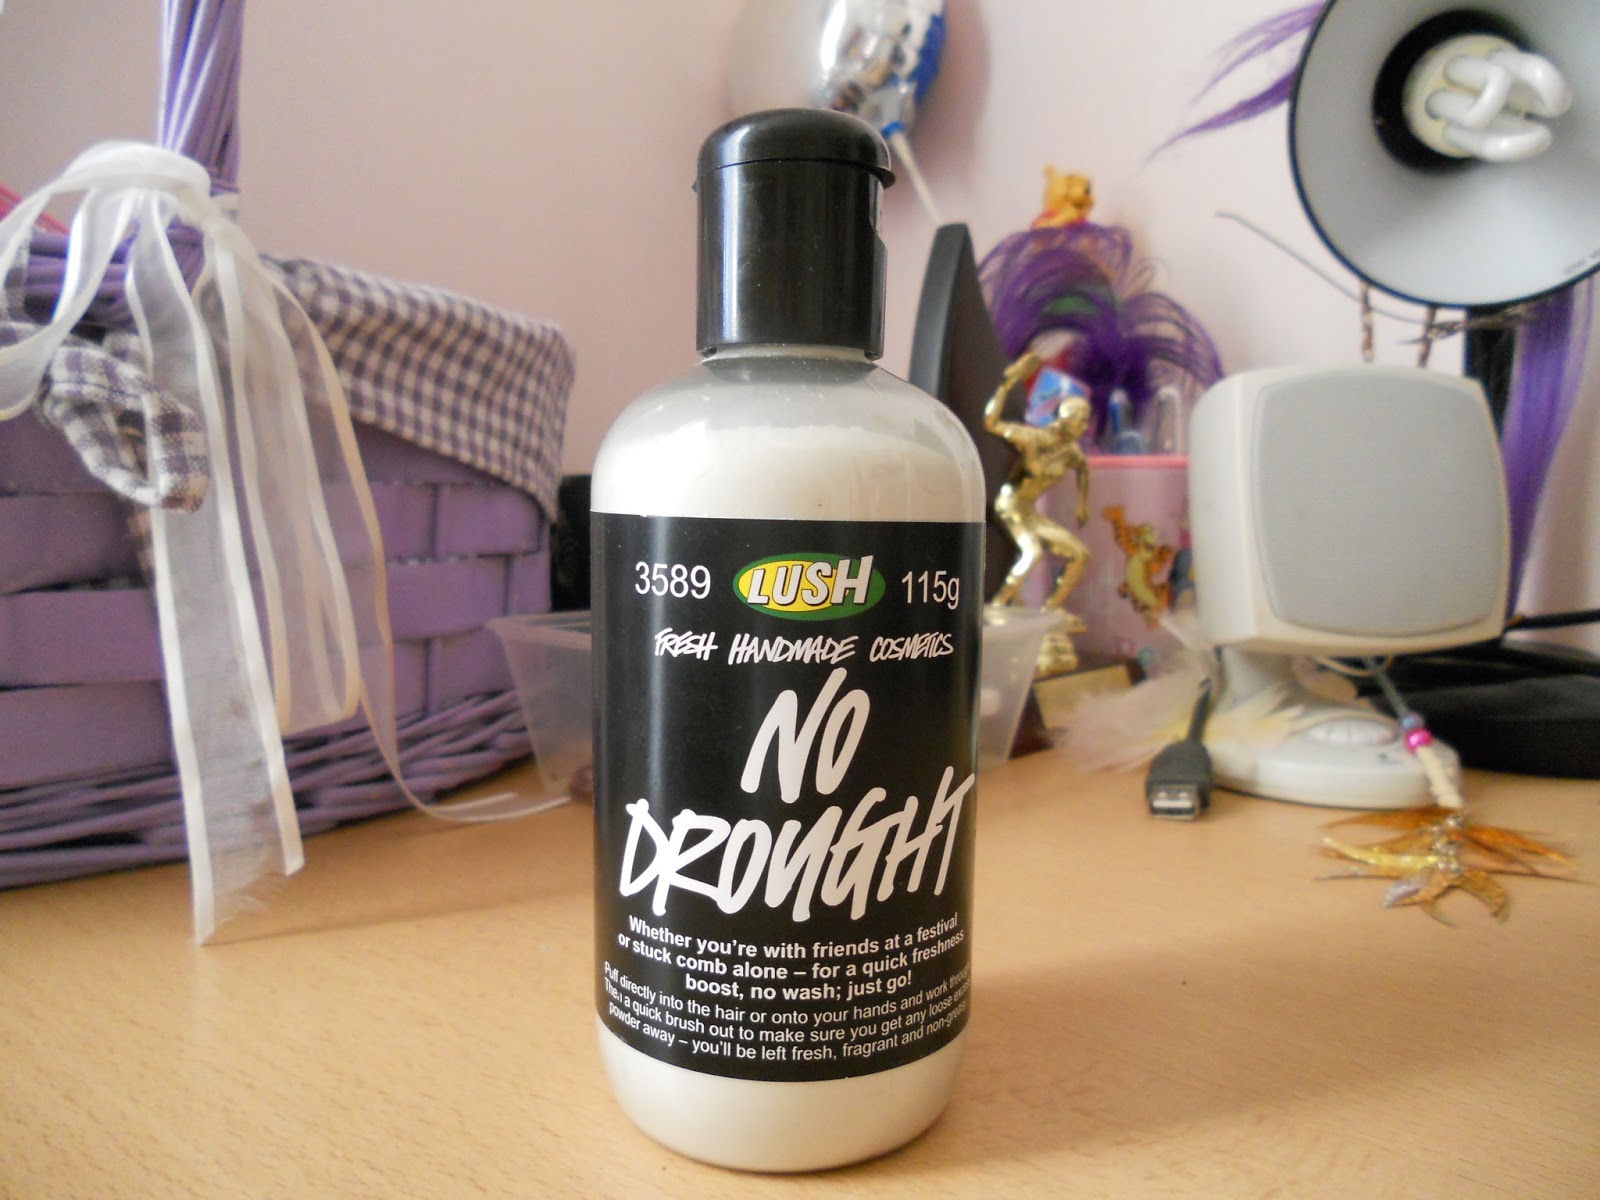 3589 LUSH 115g
FRESH HANDMADE COSMETICS
NO
DROUGHT
Whether you're with friends at a festival
or stuck comb alone – for a quick freshness
boost, no wash; just go!
Puff directly into the hair or onto your hands and work through.
Then a quick brush out to make sure you get any loose excess
powder away – you'll be left fresh, fragrant and non-greasy